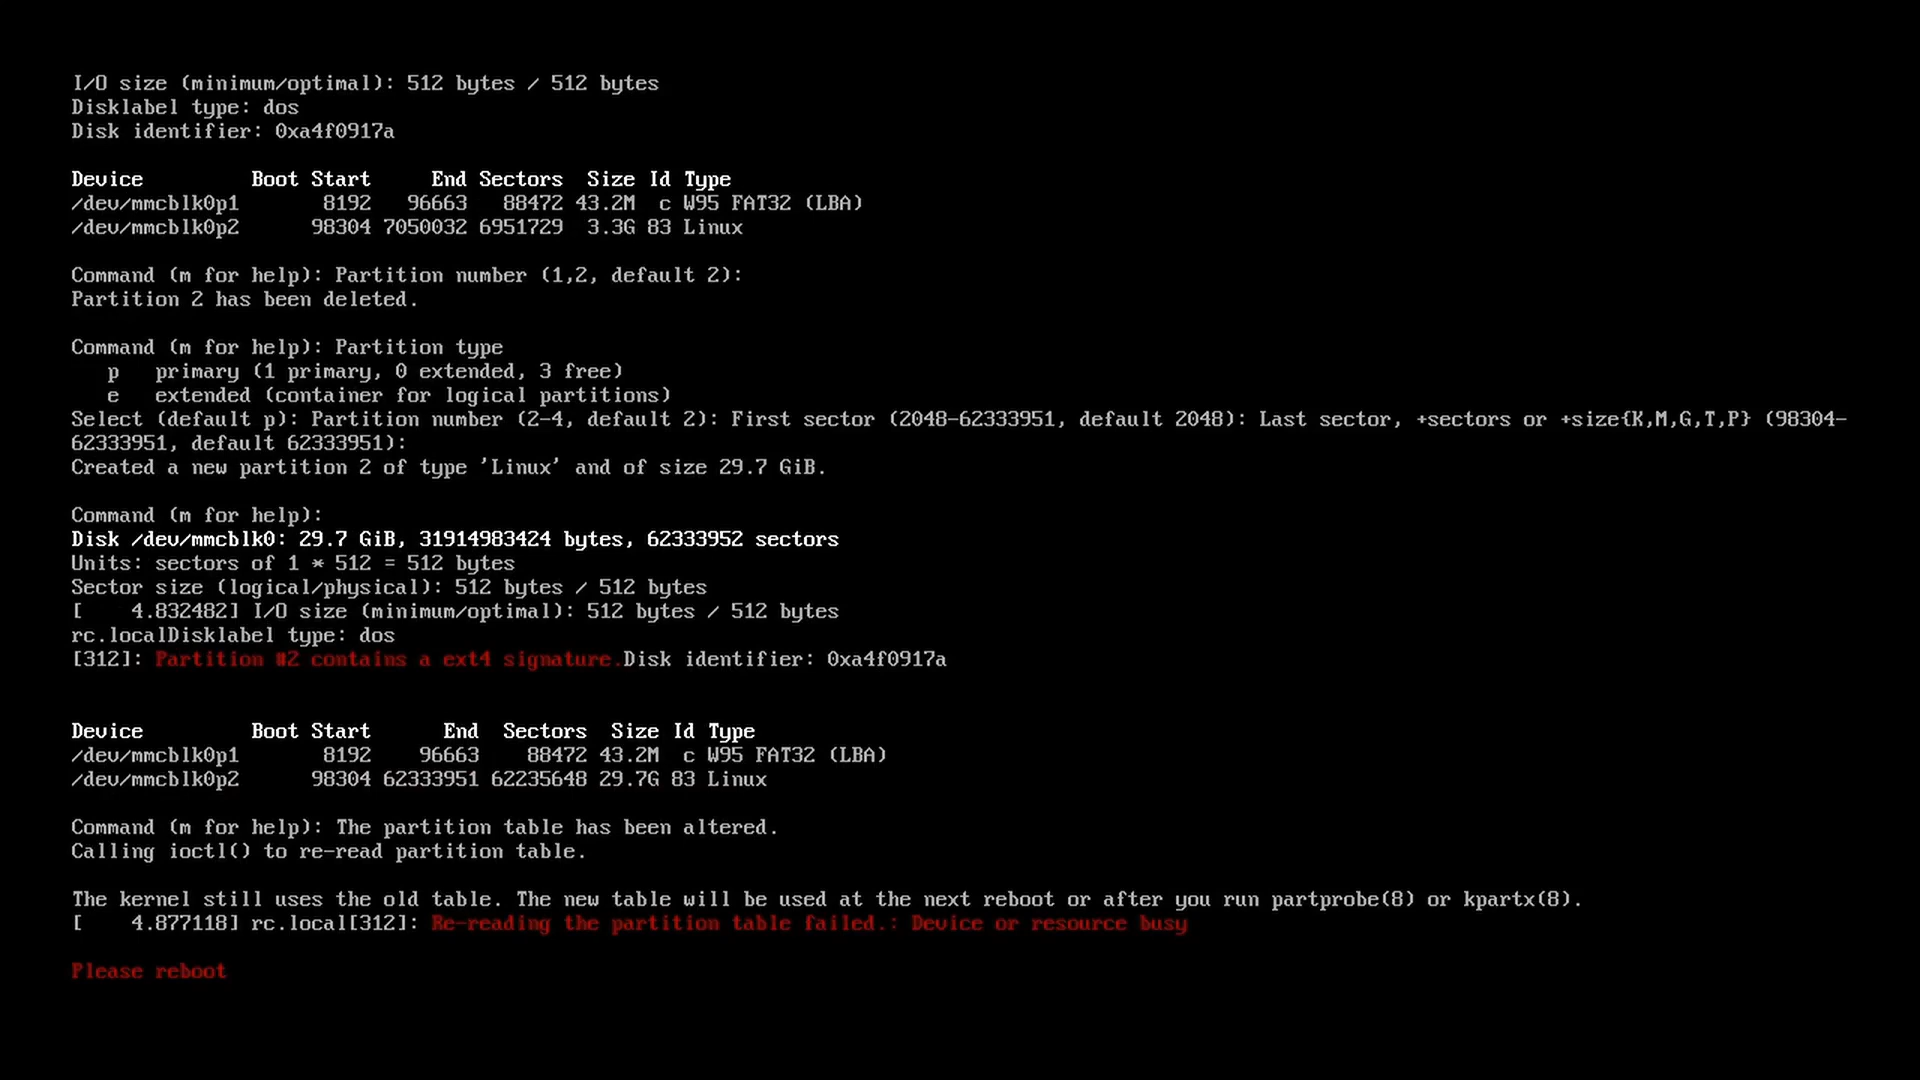 I/O size (minimum/optimal): 512 bytes / 512 bytes
Disklabel type: dos
Disk identifier: 0xa4f0917a
Device         Boot Start     End Sectors  Size Id Type
/dev/mmcblk0p1       8192   96663   88472 43.2M  c W95 FAT32 (LBA)
/dev/mmcblk0p2      98304 7050032 6951729  3.3G 83 Linux
Command (m for help): Partition number (1,2, default 2):
Partition 2 has been deleted.
Command (m for help): Partition type
   p   primary (1 primary, 0 extended, 3 free)
   e   extended (container for logical partitions)
Select (default p): Partition number (2-4, default 2): First sector (2048-62333951, default 2048): Last sector, +sectors or +size{K,M,G,T,P} (98304-
62333951, default 62333951):
Created a new partition 2 of type 'Linux' and of size 29.7 GiB.
Command (m for help):
Disk /dev/mmcblk0: 29.7 GiB, 31914983424 bytes, 62333952 sectors
Units: sectors of 1 * 512 = 512 bytes
Sector size (logical/physical): 512 bytes / 512 bytes
[    4.832482] I/O size (minimum/optimal): 512 bytes / 512 bytes
rc.localDisklabel type: dos
[312]: Partition #2 contains a ext4 signature.Disk identifier: 0xa4f0917a
Device         Boot Start      End  Sectors  Size Id Type
/dev/mmcblk0p1       8192    96663    88472 43.2M  c W95 FAT32 (LBA)
/dev/mmcblk0p2      98304 62333951 62235648 29.7G 83 Linux
Command (m for help): The partition table has been altered.
Calling ioctl() to re-read partition table.
The kernel still uses the old table. The new table will be used at the next reboot or after you run partprobe(8) or kpartx(8).
[    4.877118] rc.local[312]: Re-reading the partition table failed.: Device or resource busy
Please reboot